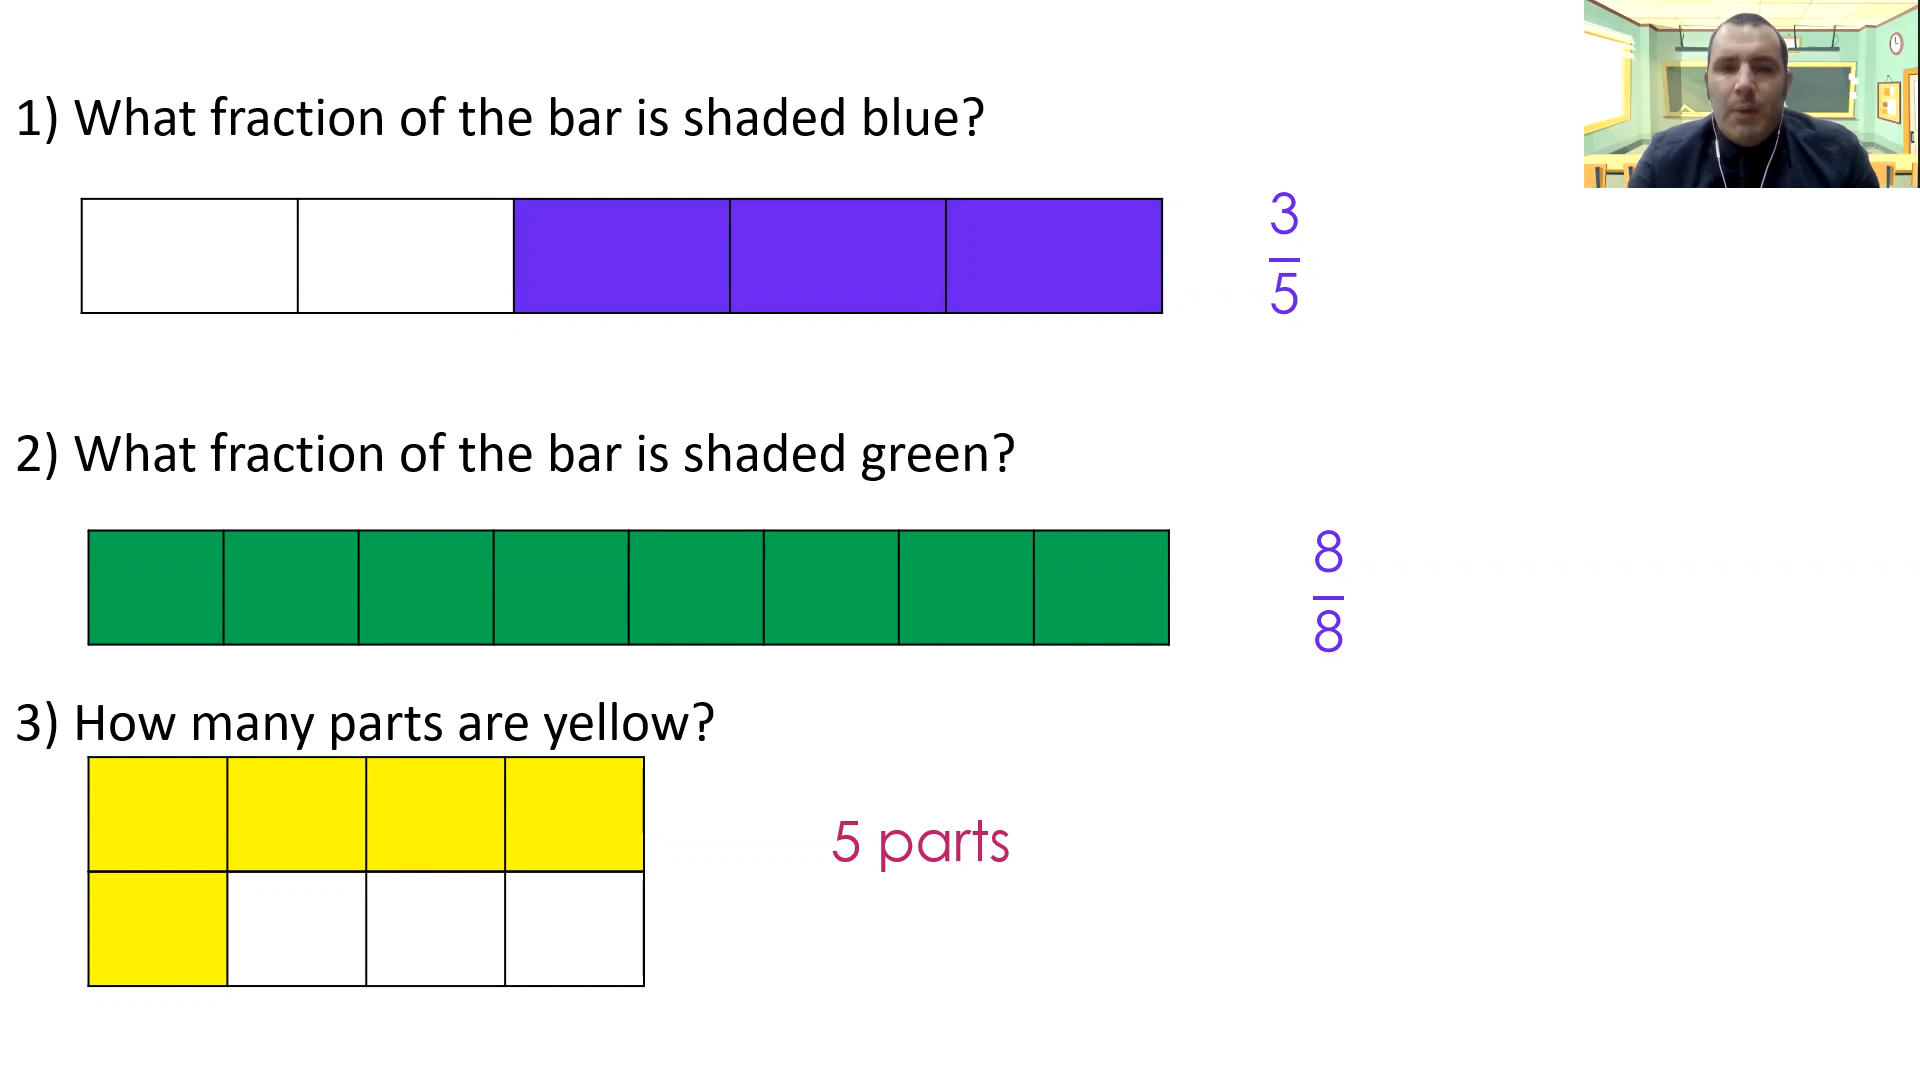 1) What fraction of the bar is shaded blue?
3
5
2) What fraction of the bar is shaded green?
8
8
3) How many parts are yellow?
5 parts